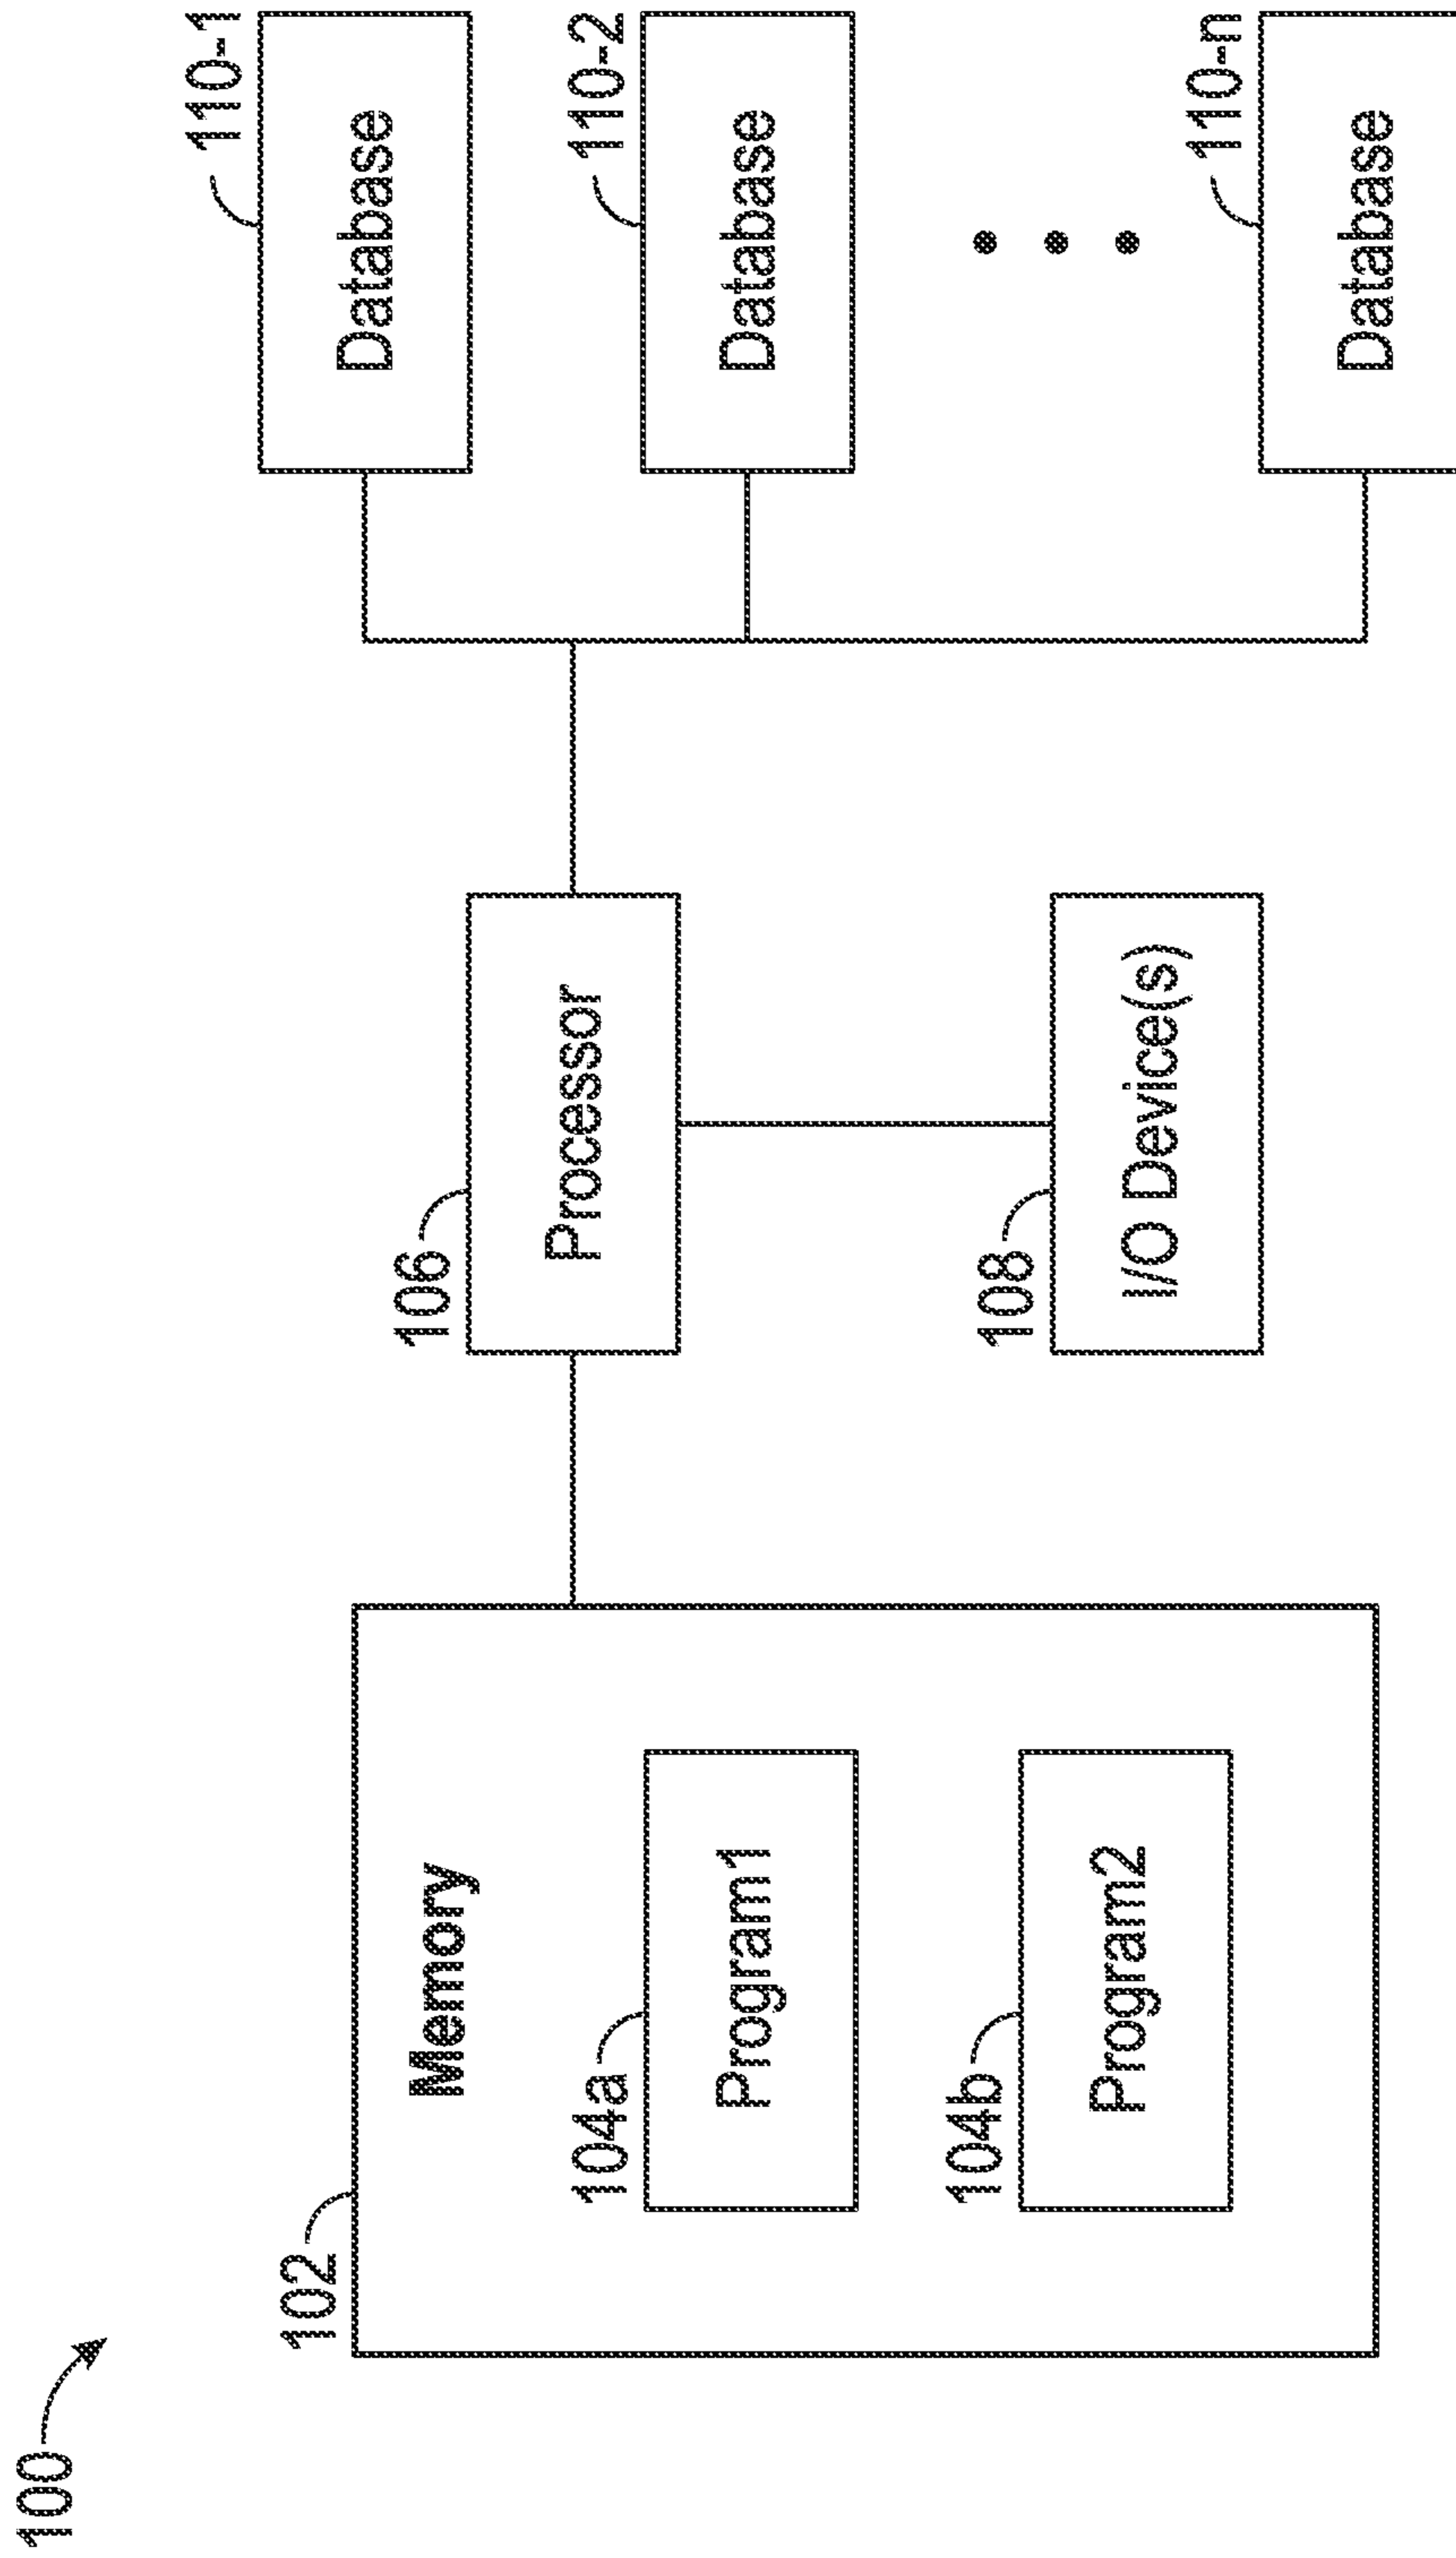 100
102
Memory
104a
Program1
104b
Program2
106
Processor
108
I/O Device(s)
110-1
Database
110-2
Database
110-n
Database